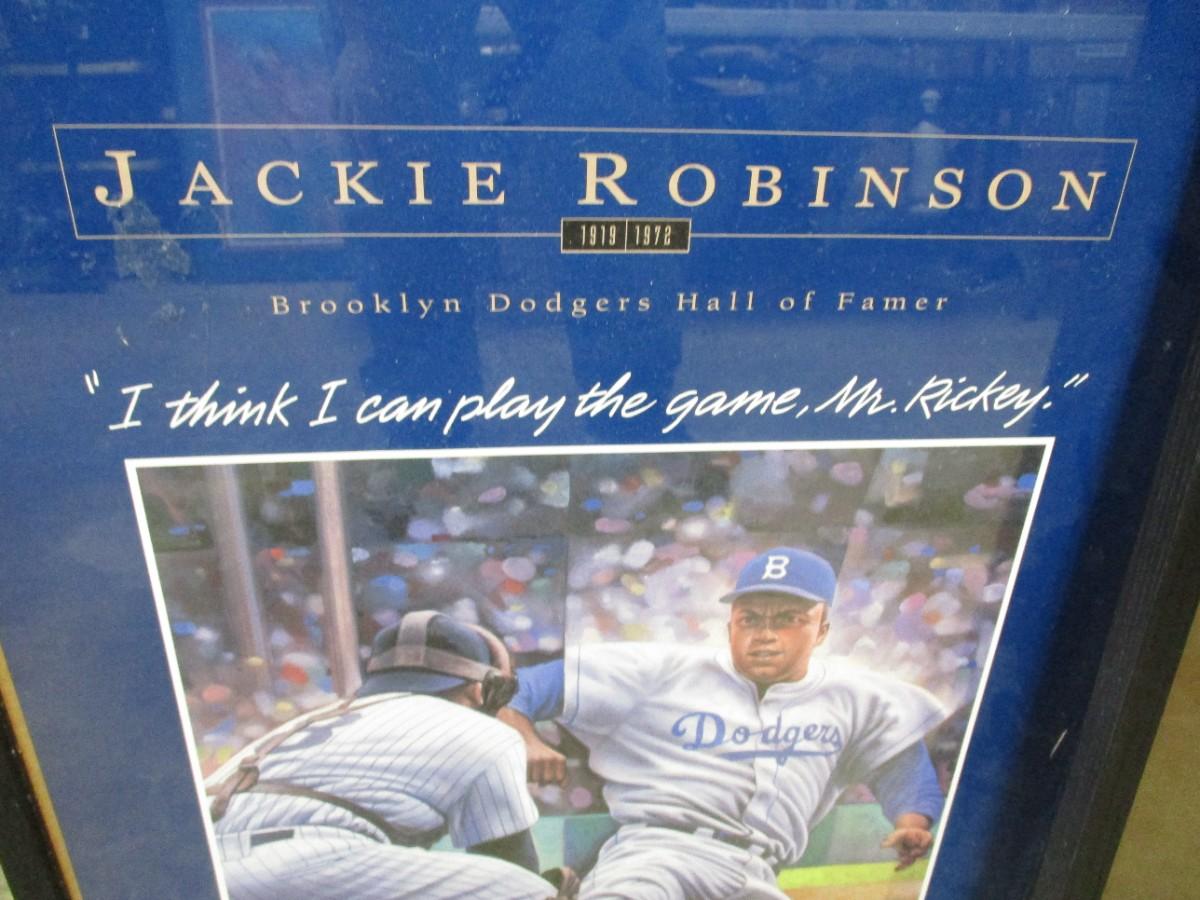 JACKIE ROBINSON
1919 1972
Brooklyn Dodgers Hall of Famer
"I think I can play the game, Mr. Rickey."
B
Dodgers